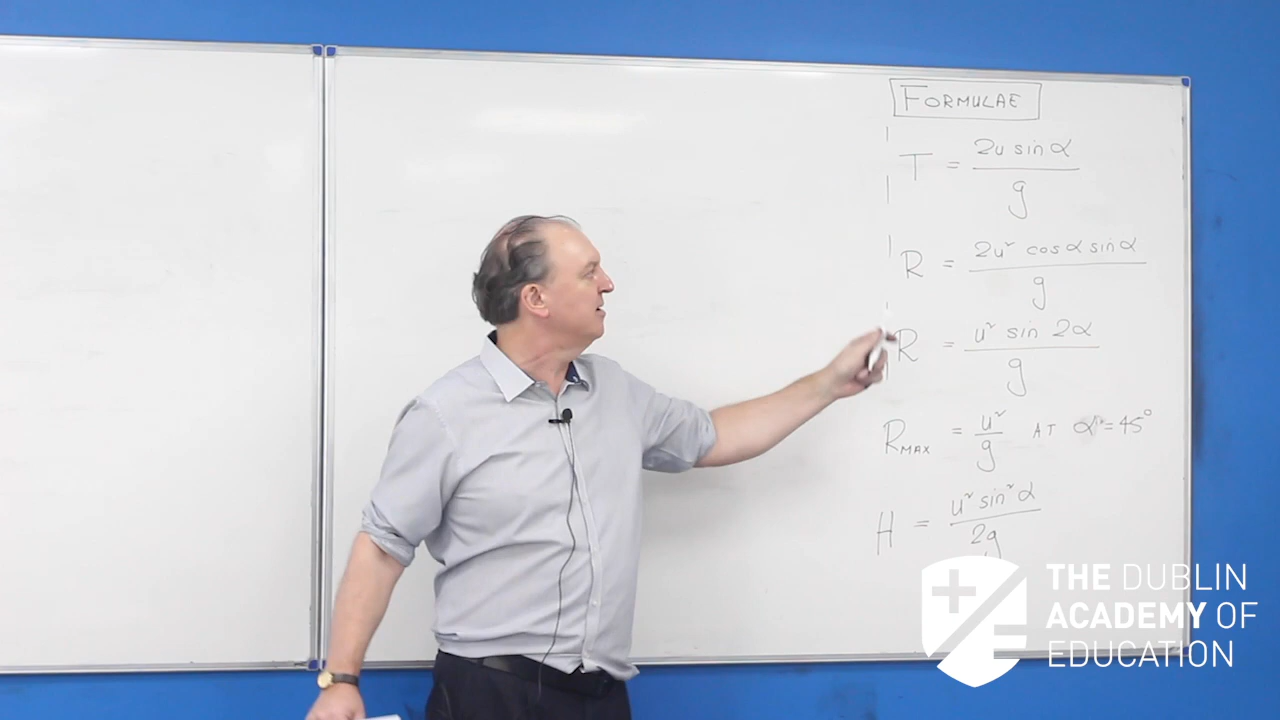 FORMULAE
T = 2u sin α / g
R = 2u² cos α sin α / g
R = u² sin 2α / g
R_MAX = u² / g AT α = 45°
H = u² sin² α / 2g
THE DUBLIN
ACADEMY OF
EDUCATION